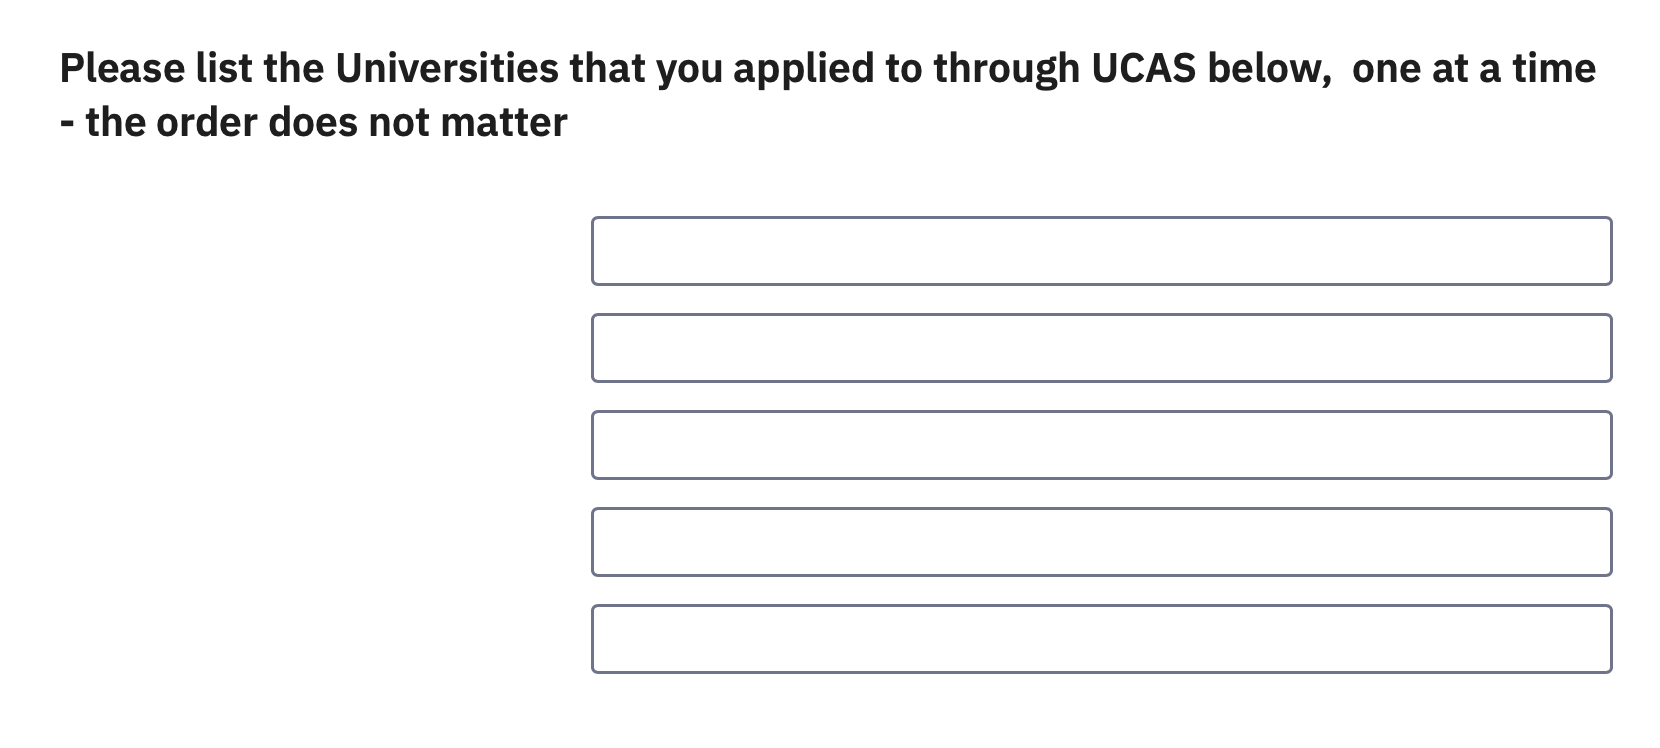 Please list the Universities that you applied to through UCAS below,  one at a time
- the order does not matter